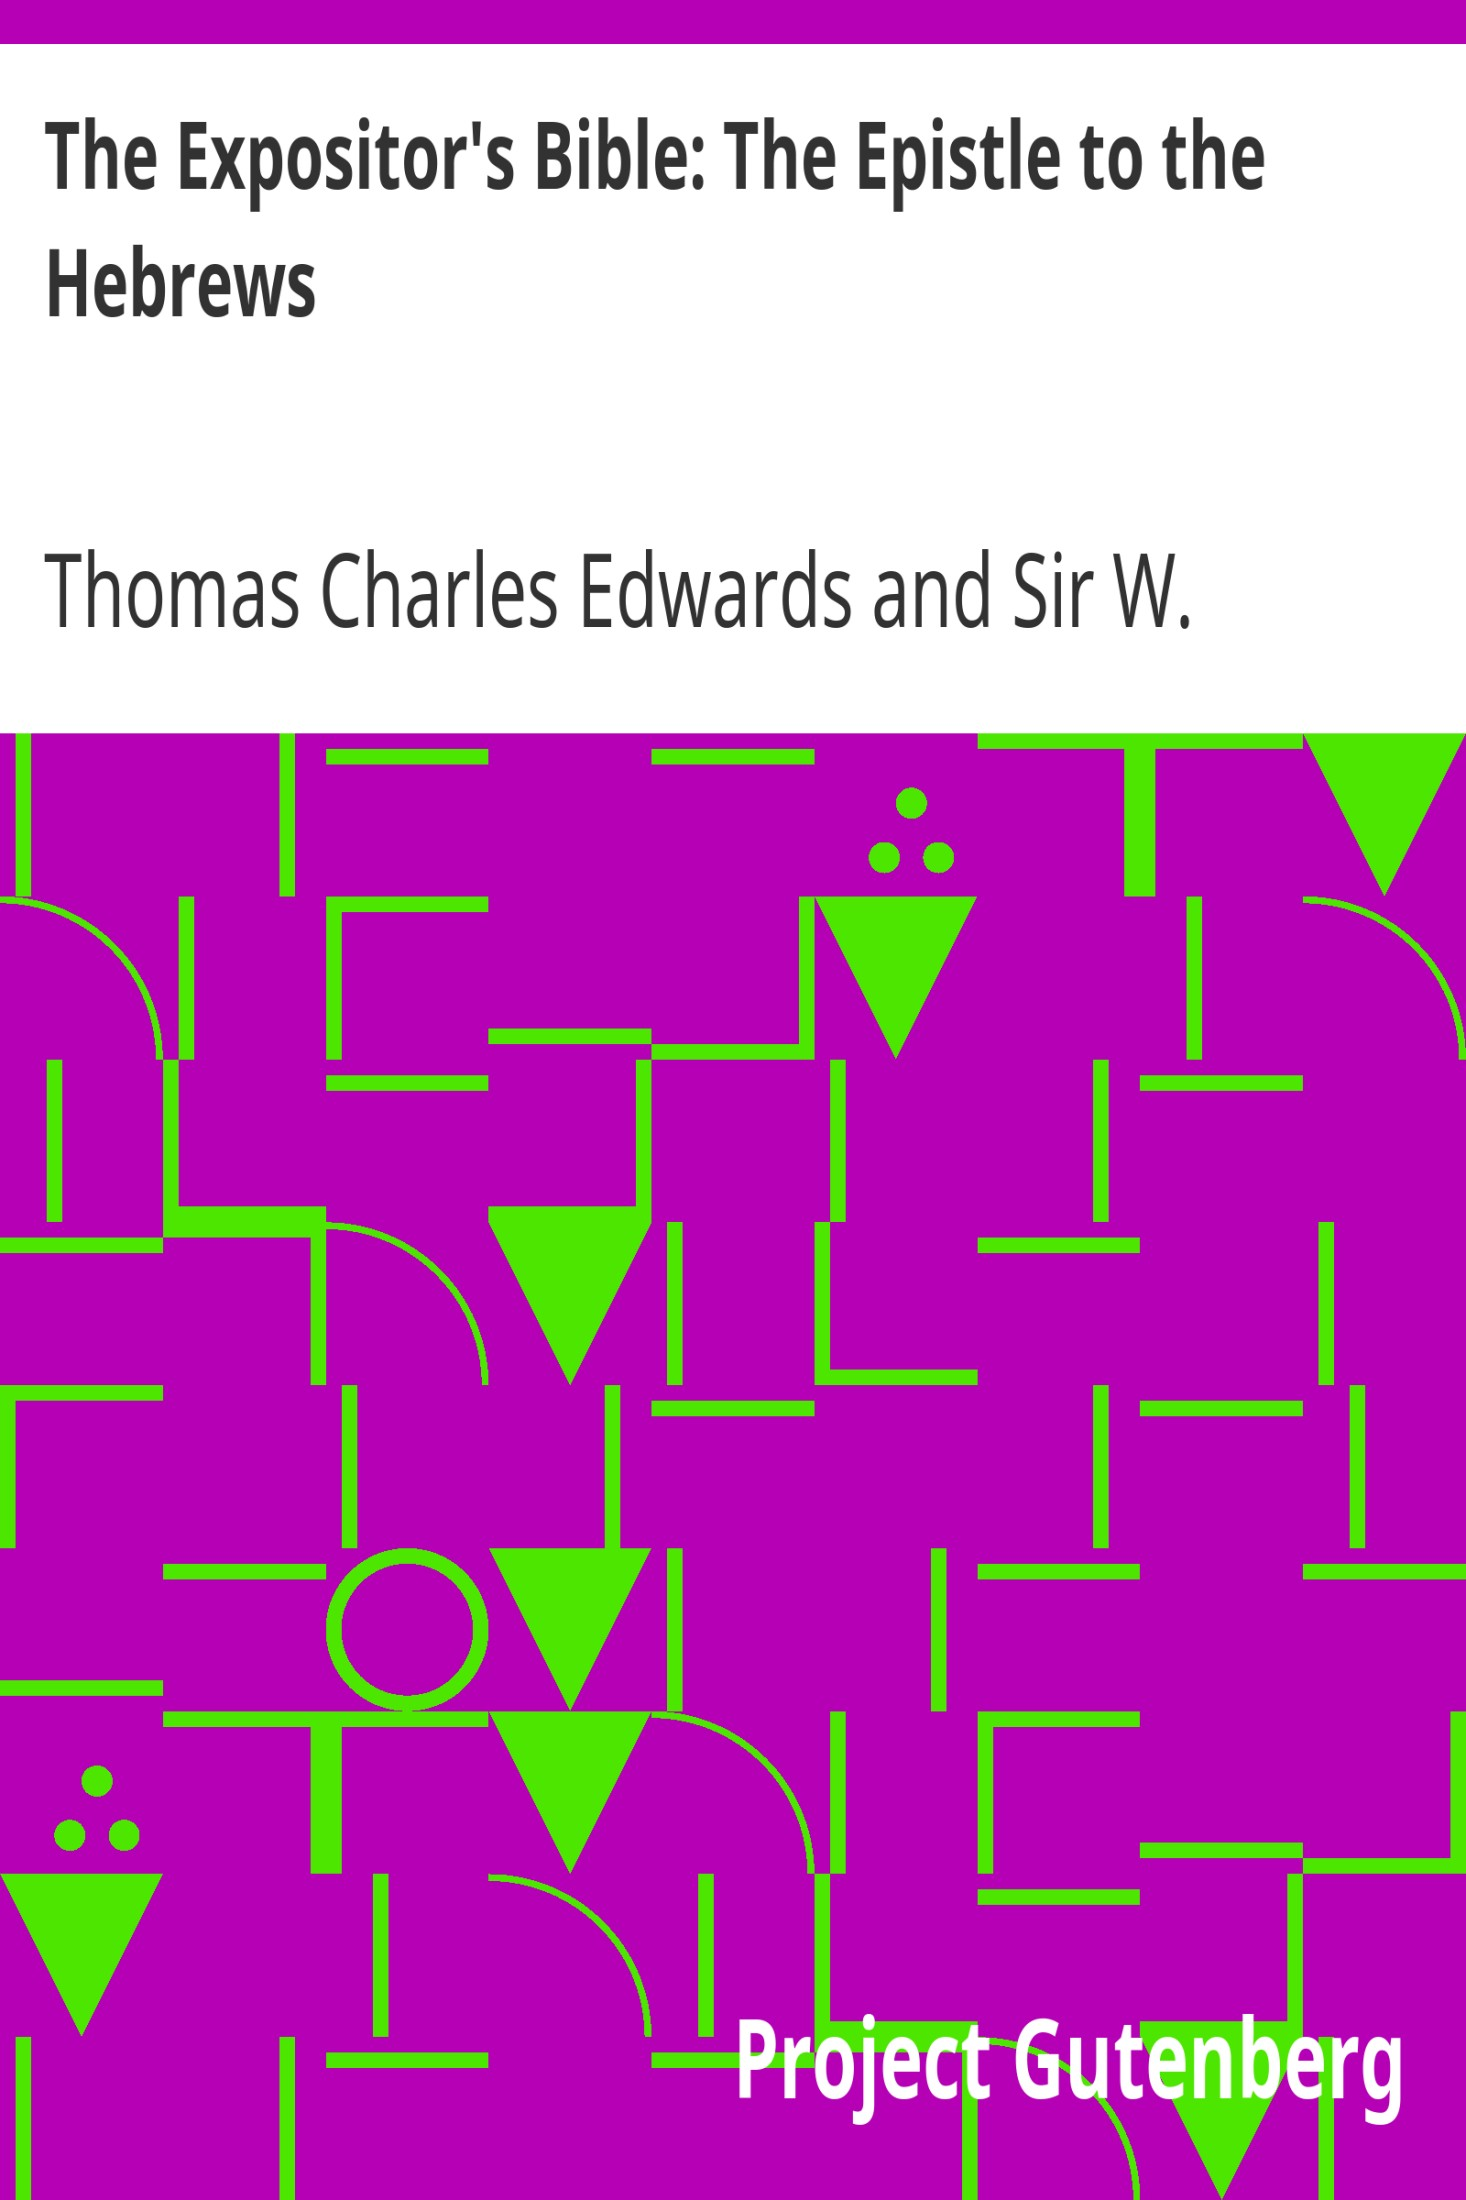 The Expositor's Bible: The Epistle to the
Hebrews
Thomas Charles Edwards and Sir W.
Project Gutenberg